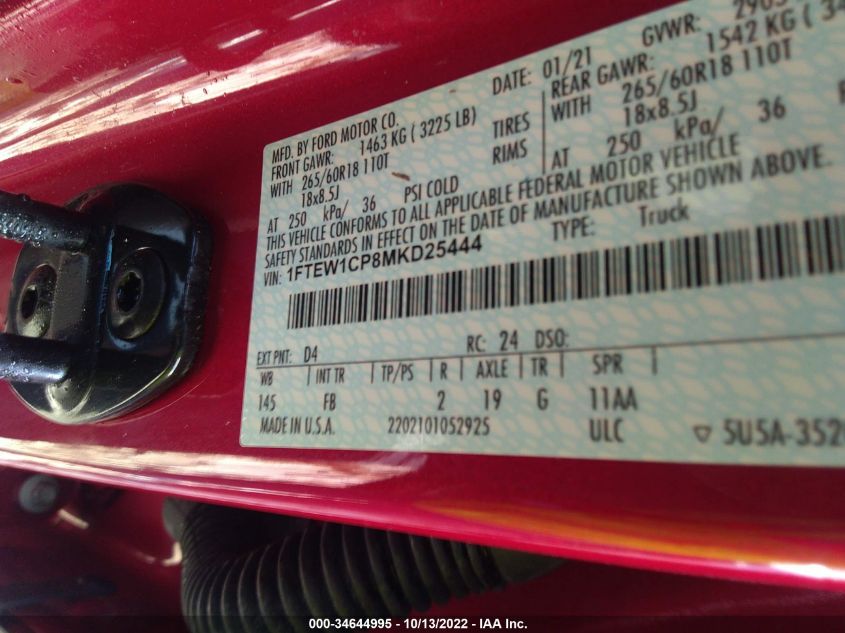 MFD. BY FORD MOTOR CO.
DATE: 01/21
GVWR:
FRONT GAWR: 1463 KG ( 3225 LB)
REAR GAWR: 1542 KG (
WITH 265/60R18 110T TIRES
WITH 265/60R18 110T
18x8.5J RIMS
18x8.5J
AT 250 kPa/ 36 PSI COLD
AT 250 kPa/ 36
THIS VEHICLE CONFORMS TO ALL APPLICABLE FEDERAL MOTOR VEHICLE
SAFETY STANDARDS IN EFFECT ON THE DATE OF MANUFACTURE SHOWN ABOVE.
VIN: 1FTEW1CP8MKD25444
TYPE: Truck
EXT PNT: D4 RC: 24 DSO:
WB INT TR TP/PS R AXLE TR SPR
145 FB 2 19 G 11AA
MADE IN U.S.A. 2202101052925 ULC
000-34644995 - 10/13/2022 - IAA Inc.